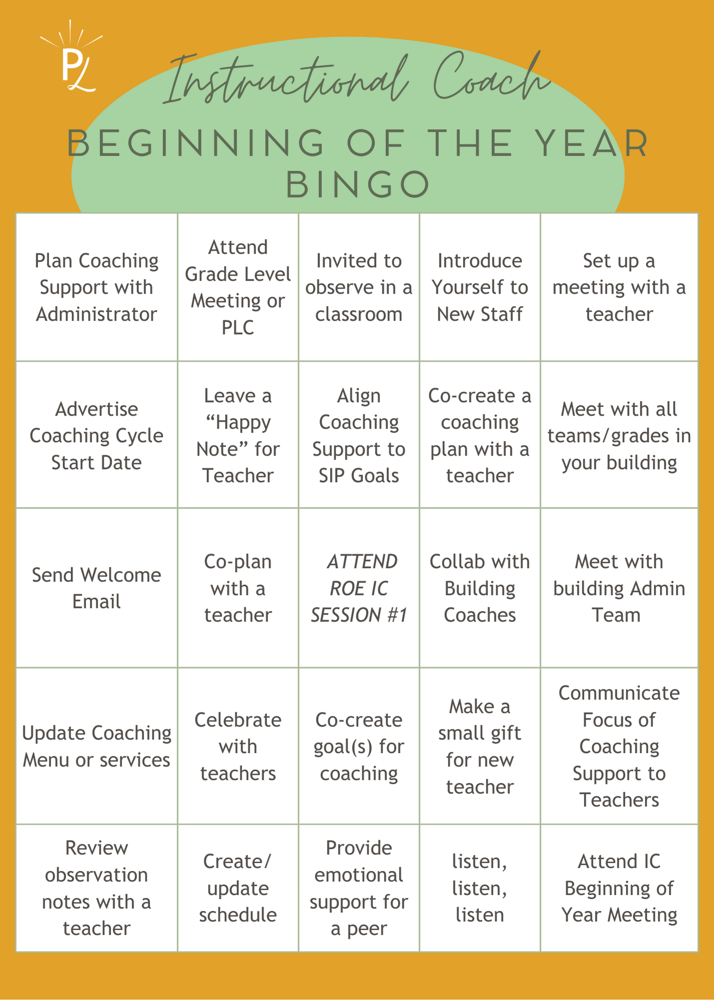 PL
Instructional Coach
BEGINNING OF THE YEAR
BINGO
Plan Coaching
Support with
Administrator
Attend
Grade Level
Meeting or
PLC
Invited to
observe in a
classroom
Introduce
Yourself to
New Staff
Set up a
meeting with a
teacher
Advertise
Coaching Cycle
Start Date
Leave a
“Happy
Note” for
Teacher
Align
Coaching
Support to
SIP Goals
Co-create a
coaching
plan with a
teacher
Meet with all
teams/grades in
your building
Send Welcome
Email
Co-plan
with a
teacher
ATTEND
ROE IC
SESSION #1
Collab with
Building
Coaches
Meet with
building Admin
Team
Update Coaching
Menu or services
Celebrate
with
teachers
Co-create
goal(s) for
coaching
Make a
small gift
for new
teacher
Communicate
Focus of
Coaching
Support to
Teachers
Review
observation
notes with a
teacher
Create/
update
schedule
Provide
emotional
support for
a peer
listen,
listen,
listen
Attend IC
Beginning of
Year Meeting